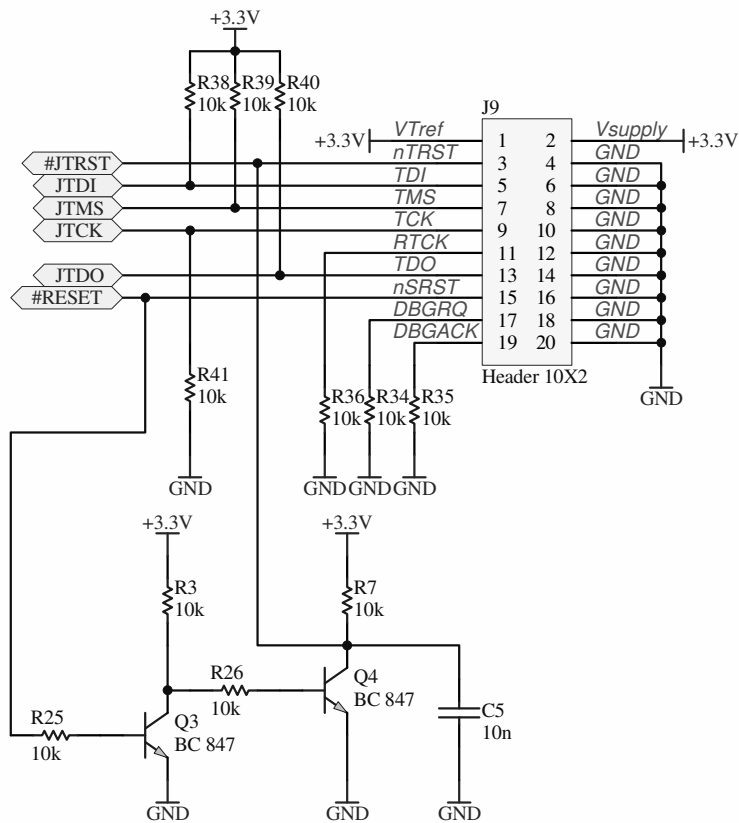 +3.3V
R38 R39 R40
10k 10k 10k
J9
+3.3V VTref 1 2 Vsupply +3.3V
#JTRST nTRST 3 4 GND
JTDI TDI 5 6 GND
JTMS TMS 7 8 GND
JTCK TCK 9 10 GND
RTCK 11 12 GND
JTDO TDO 13 14 GND
#RESET nSRST 15 16 GND
DBGRQ 17 18 GND
DBGACK 19 20 GND
Header 10X2
R41 R36 R34 R35 GND
10k 10k 10k 10k
GND GND GND GND
+3.3V +3.3V
R3 R7
10k 10k
R26 Q4
10k BC 847
R25 Q3 C5
10k BC 847 10n
GND GND GND